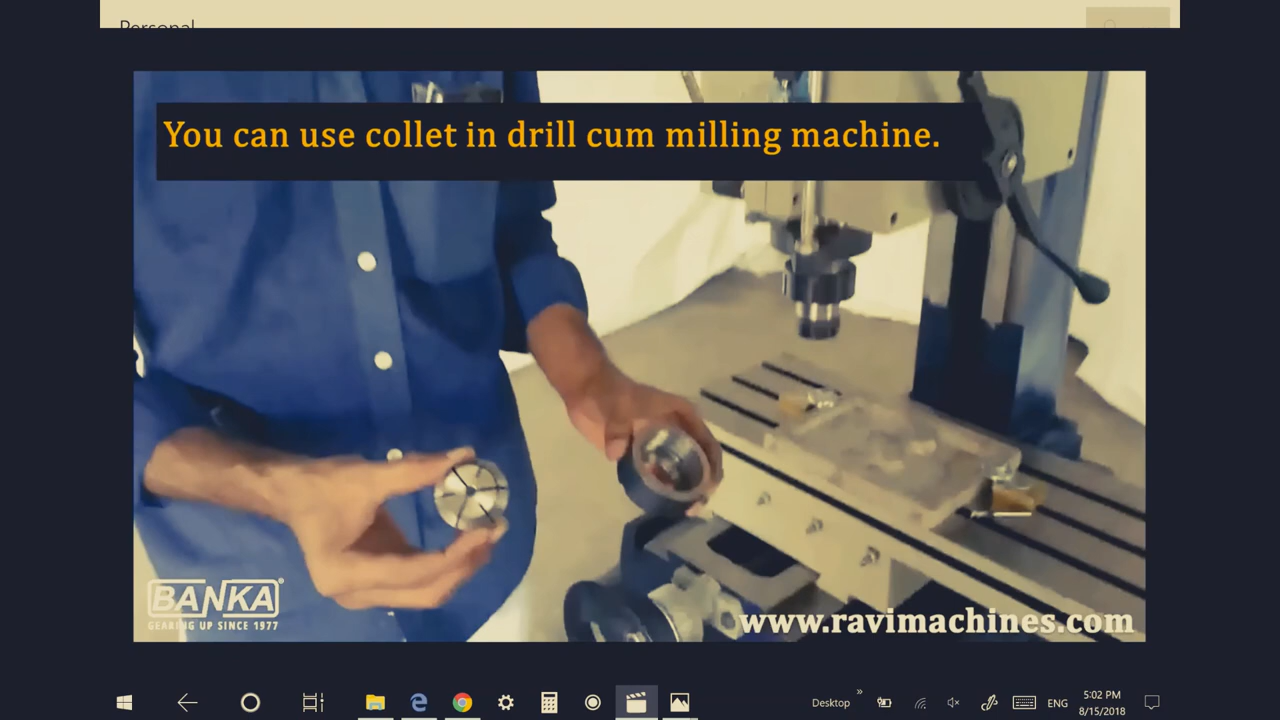 Personal
You can use collet in drill cum milling machine.
BANKA®
GEARING UP SINCE 1977
www.ravimachines.com
Desktop
»
ENG
5:02 PM
8/15/2018